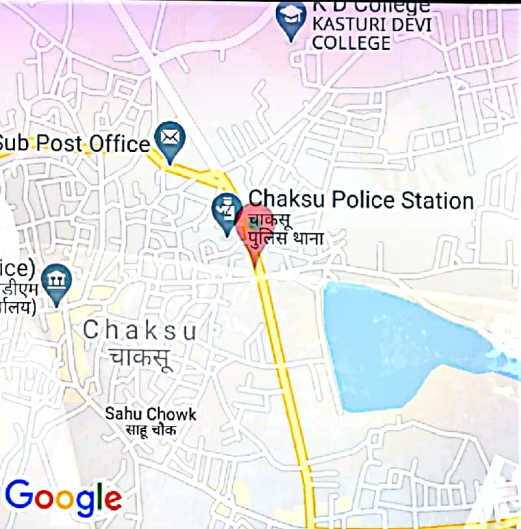 K D College
KASTURI DEVI
COLLEGE
Sub Post Office
Chaksu Police Station
चाकसू
पुलिस थाना
ice)
डीएम
Chaksu
चाकसू
Sahu Chowk
साहू चौक
Google